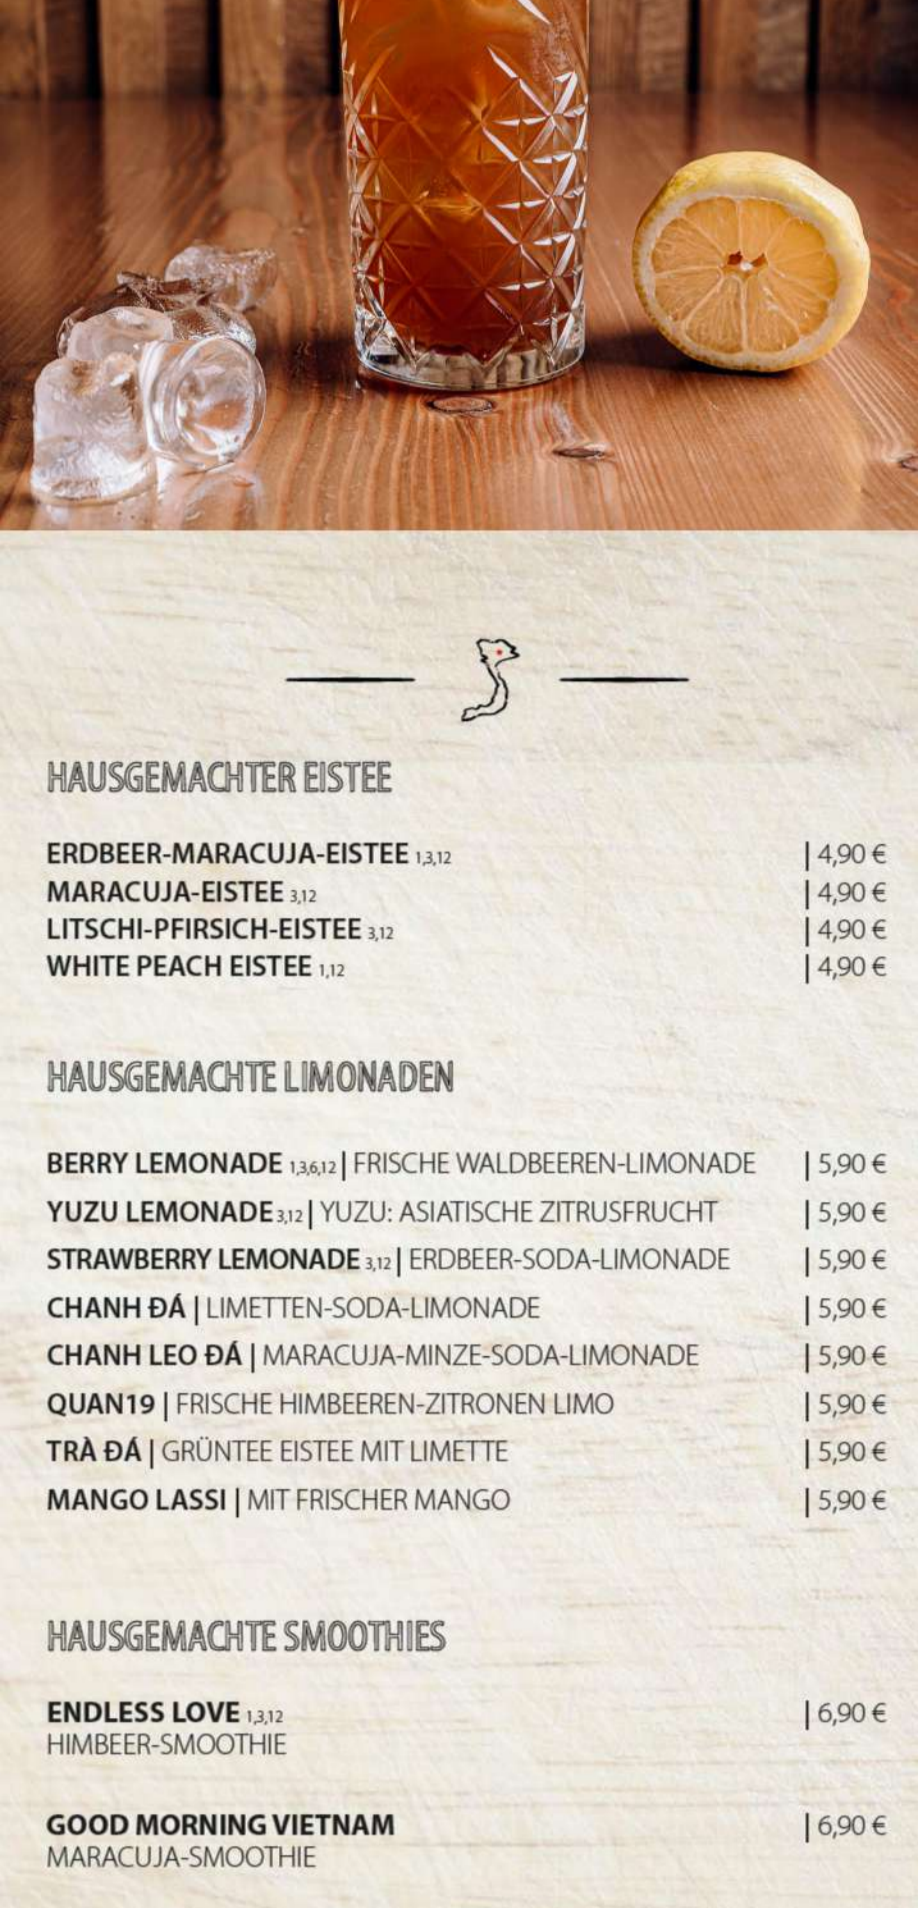 HAUSGEMACHTER EISTEE
ERDBEER-MARACUJA-EISTEE 1,3,12 | 4,90 €
MARACUJA-EISTEE 3,12 | 4,90 €
LITSCHI-PFIRSICH-EISTEE 3,12 | 4,90 €
WHITE PEACH EISTEE 1,12 | 4,90 €
HAUSGEMACHTE LIMONADEN
BERRY LEMONADE 1,3,6,12 | FRISCHE WALDBEEREN-LIMONADE | 5,90 €
YUZU LEMONADE 3,12 | YUZU: ASIATISCHE ZITRUSFRUCHT | 5,90 €
STRAWBERRY LEMONADE 3,12 | ERDBEER-SODA-LIMONADE | 5,90 €
CHANH ĐÁ | LIMETTEN-SODA-LIMONADE | 5,90 €
CHANH LEO ĐÁ | MARACUJA-MINZE-SODA-LIMONADE | 5,90 €
QUAN19 | FRISCHE HIMBEEREN-ZITRONEN LIMO | 5,90 €
TRÀ ĐÁ | GRÜNTEE EISTEE MIT LIMETTE | 5,90 €
MANGO LASSI | MIT FRISCHER MANGO | 5,90 €
HAUSGEMACHTE SMOOTHIES
ENDLESS LOVE 1,3,12 | 6,90 €
HIMBEER-SMOOTHIE
GOOD MORNING VIETNAM | 6,90 €
MARACUJA-SMOOTHIE